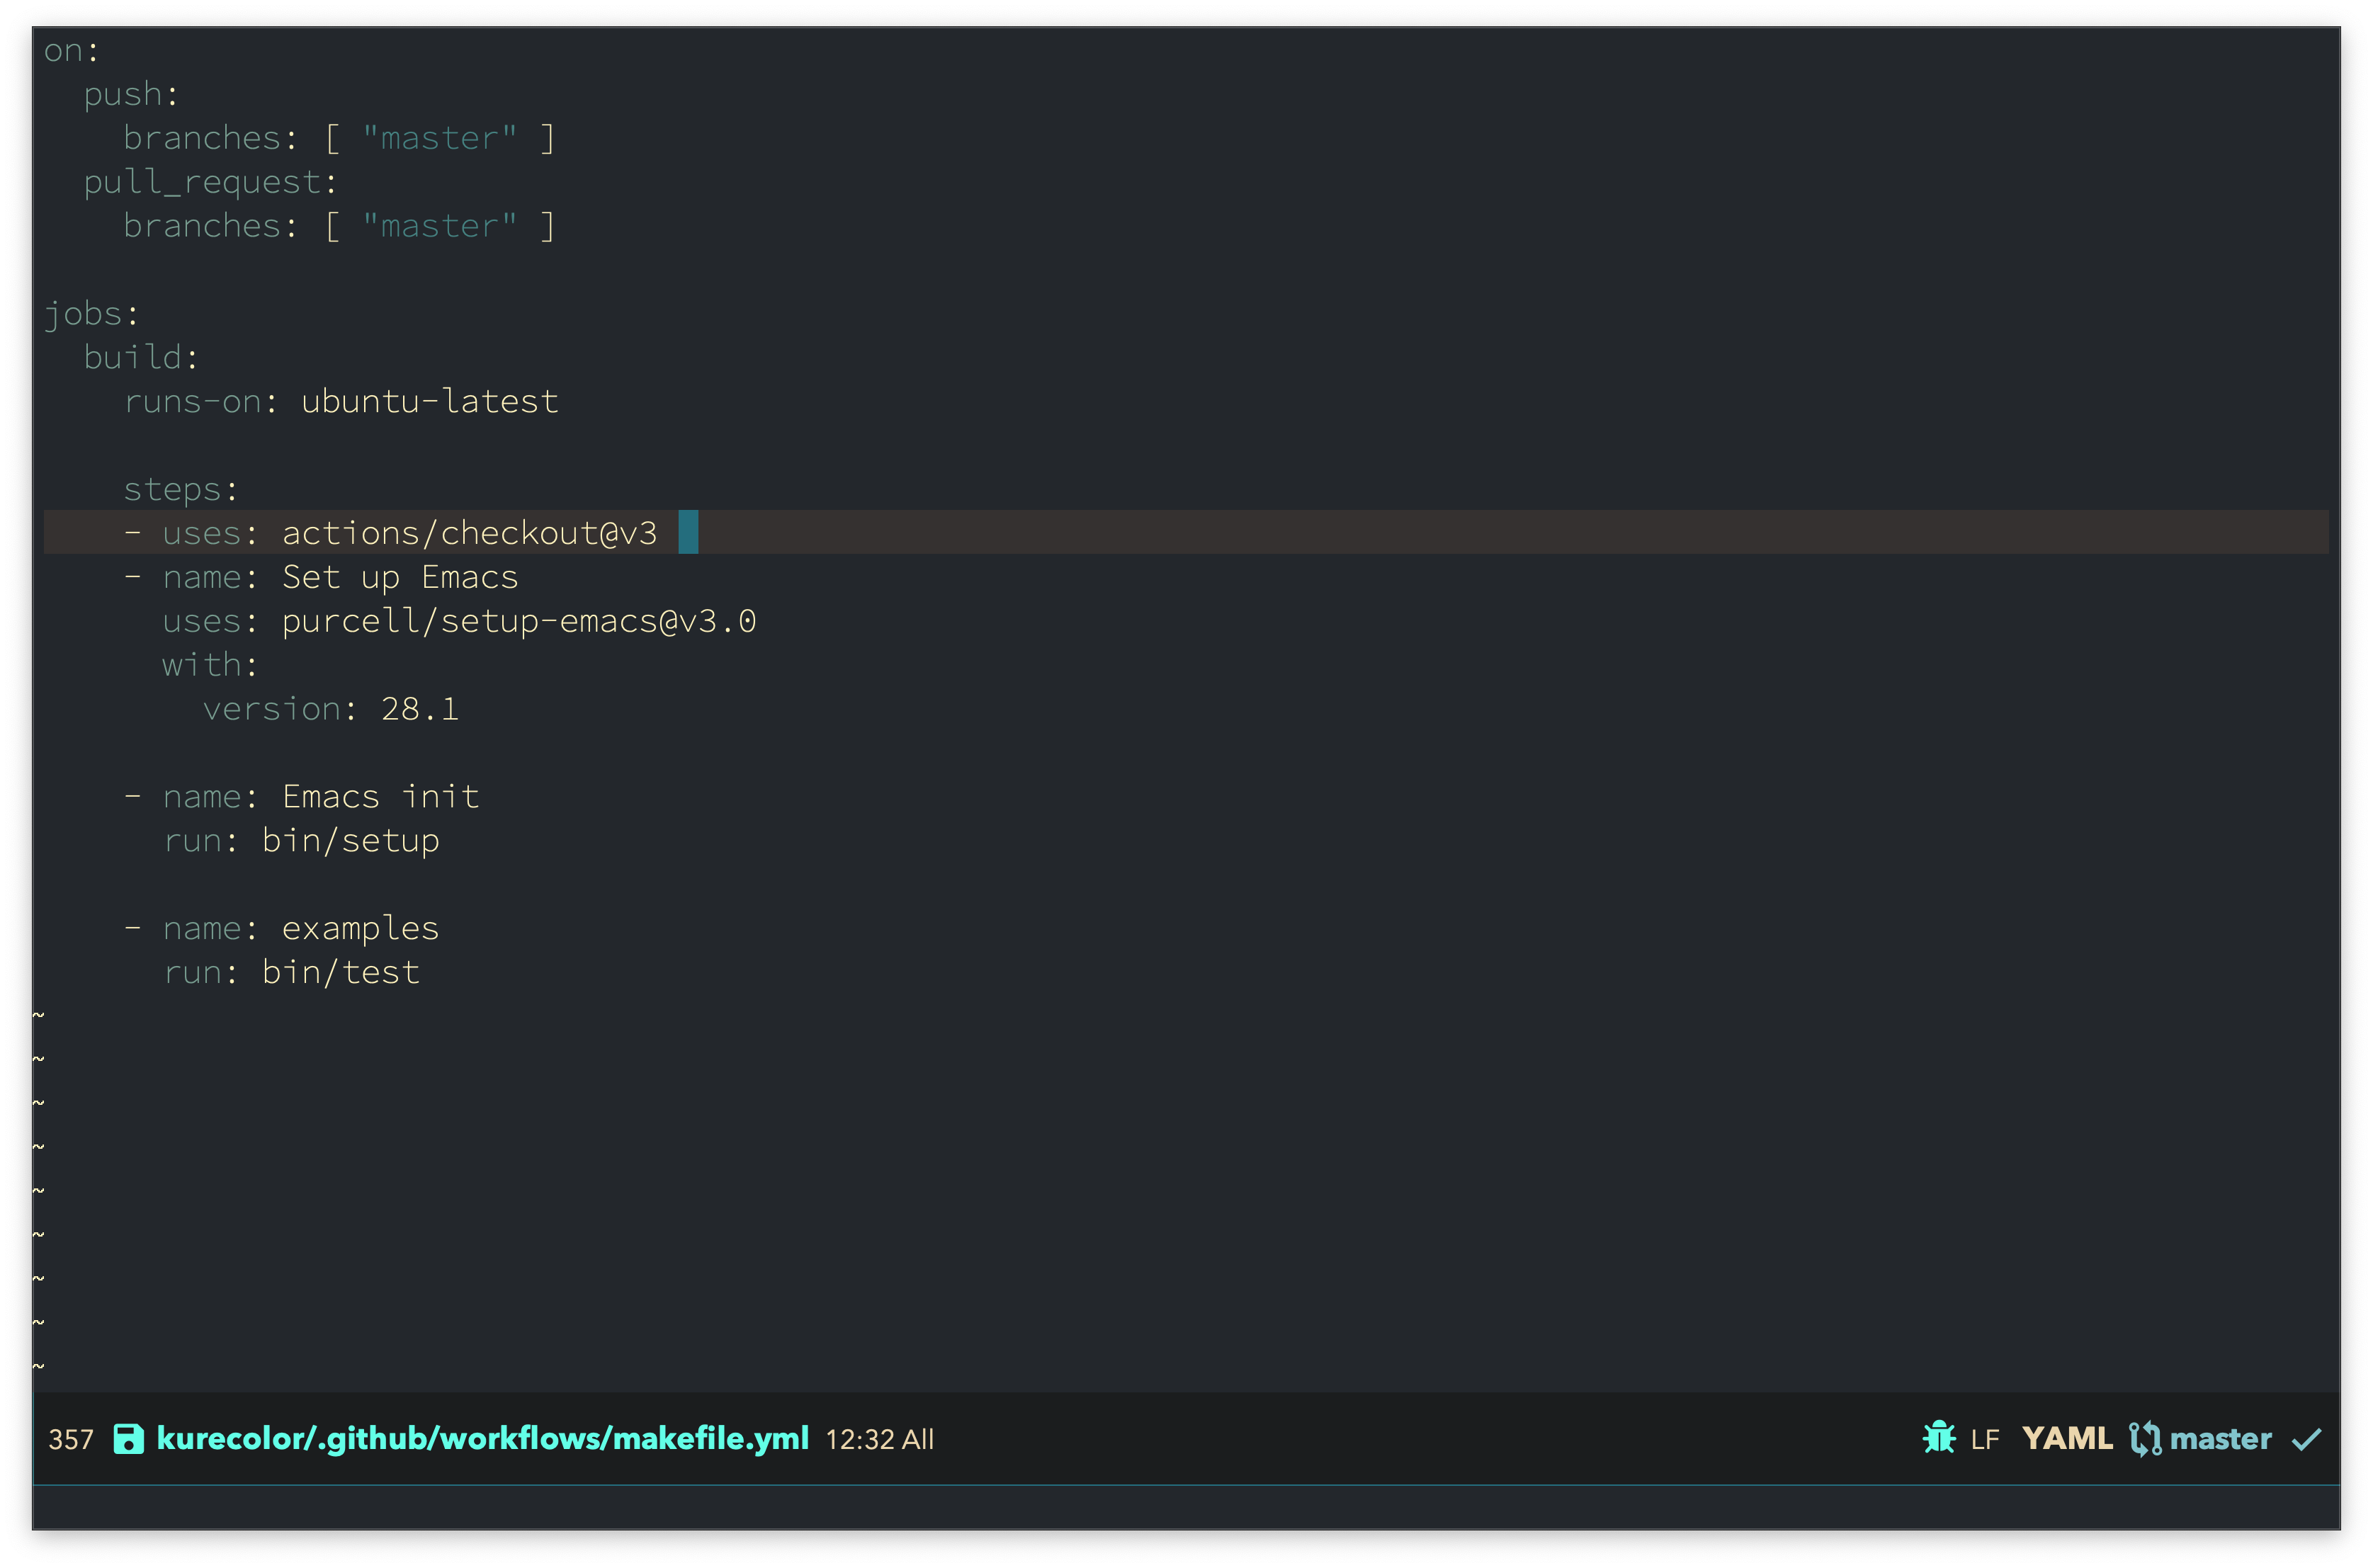 on:
  push:
    branches: [ "master" ]
  pull_request:
    branches: [ "master" ]

jobs:
  build:
    runs-on: ubuntu-latest

    steps:
    - uses: actions/checkout@v3
    - name: Set up Emacs
      uses: purcell/setup-emacs@v3.0
      with:
        version: 28.1

    - name: Emacs init
      run: bin/setup

    - name: examples
      run: bin/test
~
~
~
~
~
~
~
~
~
357 kurecolor/.github/workflows/makefile.yml 12:32 All LF YAML master